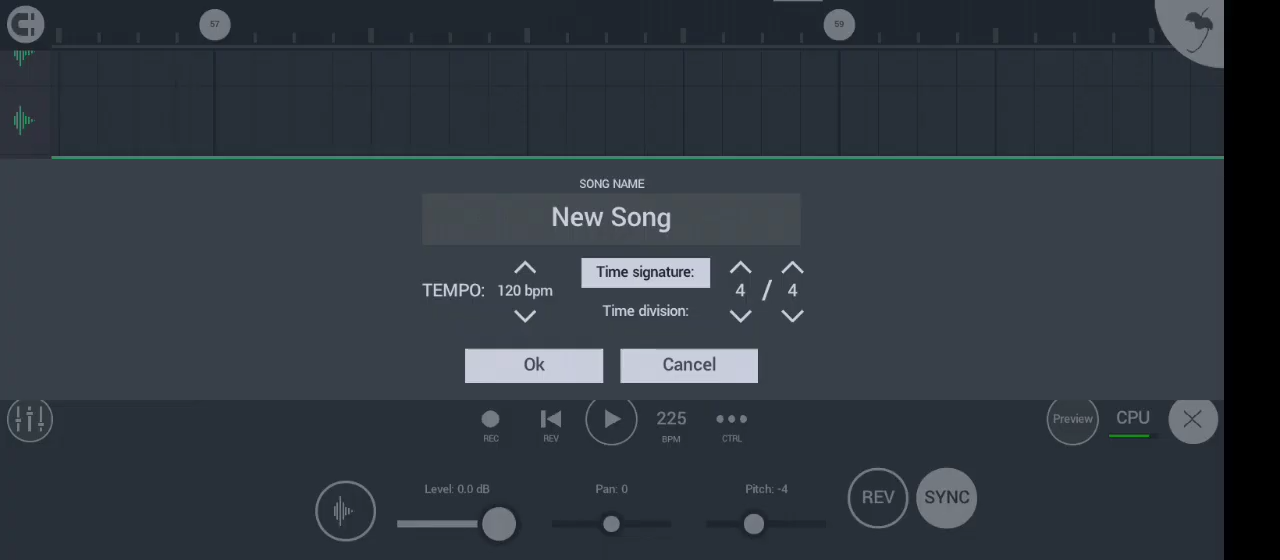 57
59
SONG NAME
New Song
TEMPO: 120 bpm
Time signature:
Time division:
4 / 4
Ok
Cancel
REC
REV
225
BPM
CTRL
Preview
CPU
Level: 0.0 dB
Pan: 0
Pitch: -4
REV
SYNC